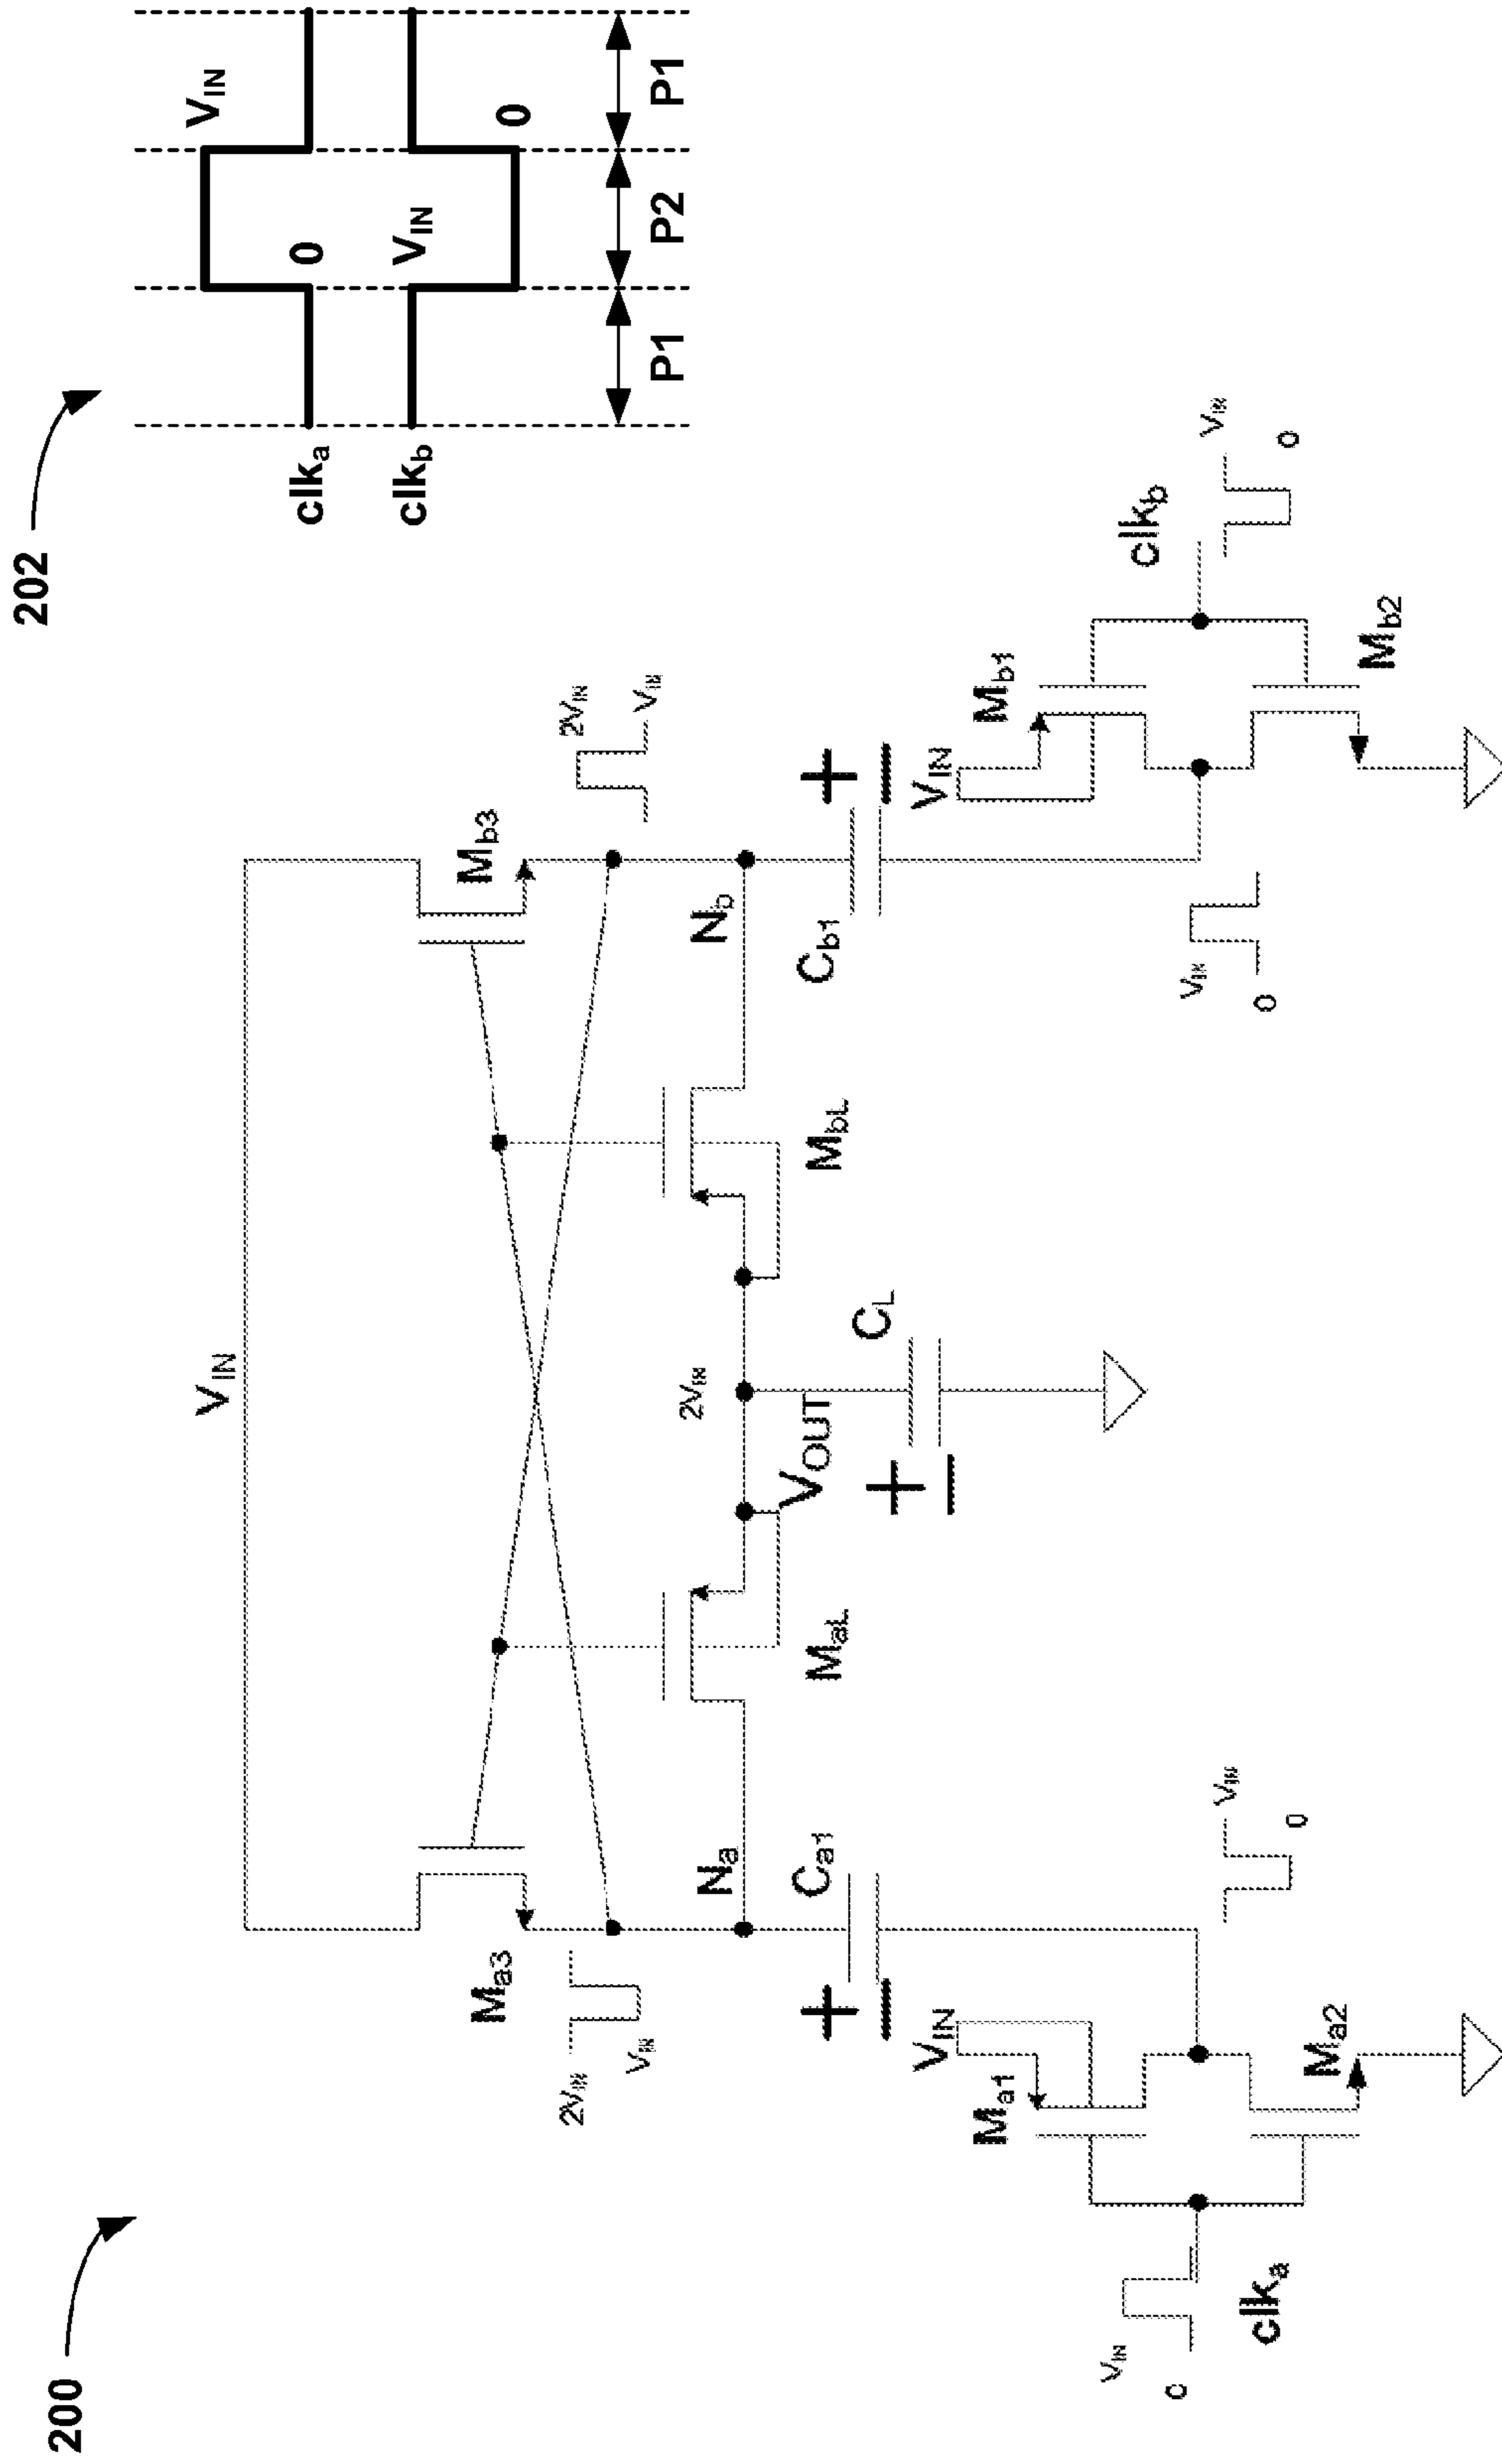 200
202
clkₐ
0
V_IN
clk_b
V_IN
0
P1
P2
P1
V_IN
M_a3
M_b3
2V_IN
V_IN
2V_IN
V_IN
N_a
N_b
M_aL
M_bL
2V_IN
V_OUT
C_L
+
−
C_a1
+
−
C_b1
+
−
V_IN
M_a1
M_a2
V_IN
0
clkₐ
V_IN
0
V_IN
M_b1
M_b2
V_IN
0
clk_b
V_IN
0